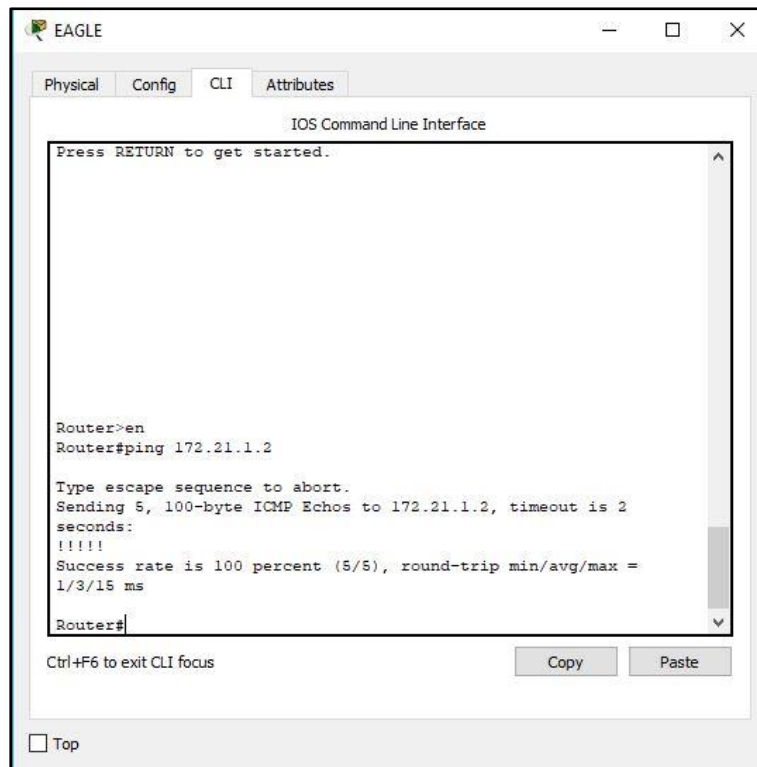 EAGLE
Physical Config CLI Attributes
IOS Command Line Interface
Press RETURN to get started.
Router>en
Router#ping 172.21.1.2
Type escape sequence to abort.
Sending 5, 100-byte ICMP Echos to 172.21.1.2, timeout is 2
seconds:
!!!!!
Success rate is 100 percent (5/5), round-trip min/avg/max =
1/3/15 ms
Router#
Ctrl+F6 to exit CLI focus
Copy Paste
Top